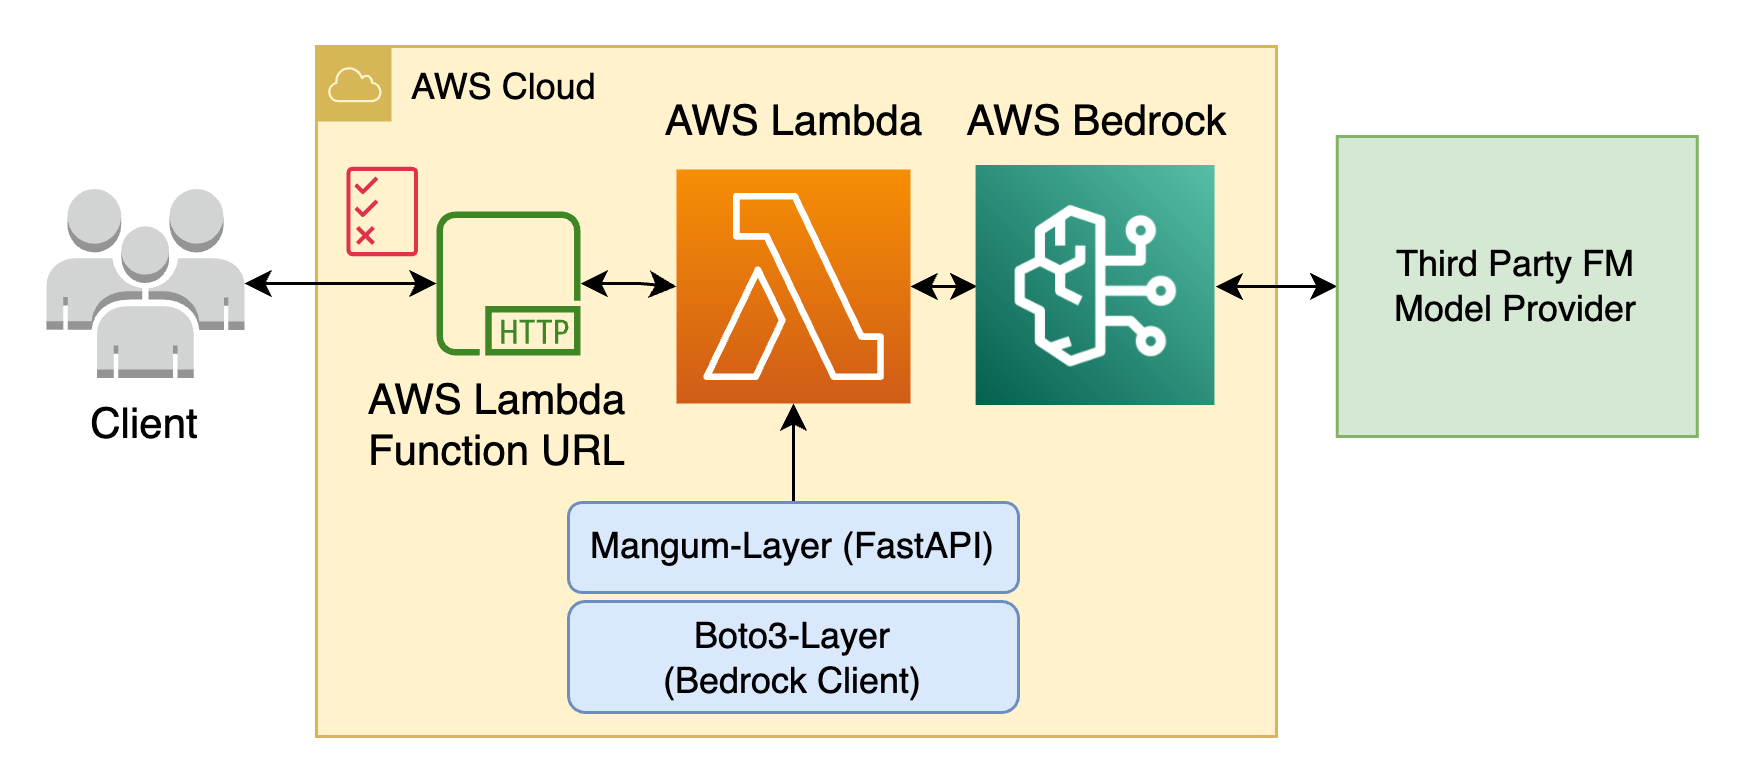 AWS Cloud
AWS Lambda
AWS Bedrock
HTTP
AWS Lambda
Function URL
Client
Third Party FM
Model Provider
Mangum-Layer (FastAPI)
Boto3-Layer
(Bedrock Client)